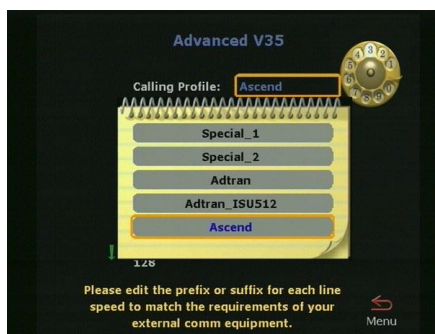 Advanced V35
Calling Profile: Ascend
Special_1
Special_2
Adtran
Adtran_ISU512
Ascend
128
Please edit the prefix or suffix for each line
speed to match the requirements of your
external comm equipment.
Menu